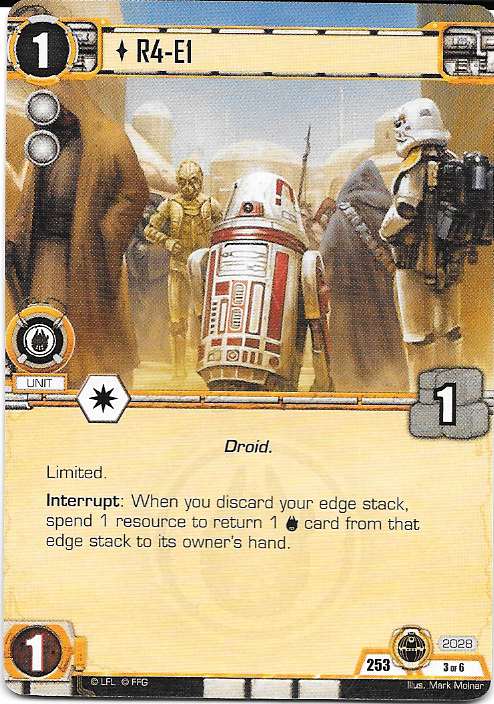 1
R4-E1
UNIT
1
Droid.
Limited.
Interrupt: When you discard your edge stack,
spend 1 resource to return 1 card from that
edge stack to its owner's hand.
1
© LFL © FFG
253
2028
3 OF 6
Illus. Mark Molnar